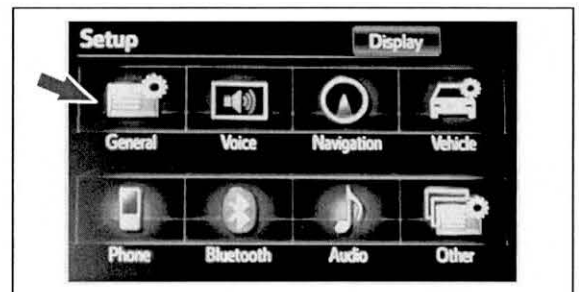 Setup
Display
General Voice Navigation Vehicle
Phone Bluetooth Audio Other